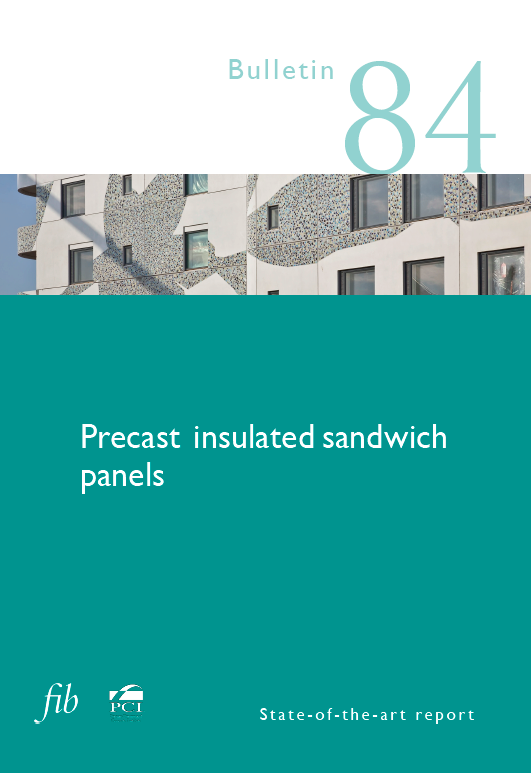 Bulletin
84
Precast insulated sandwich
panels
fib
PCI
State-of-the-art report